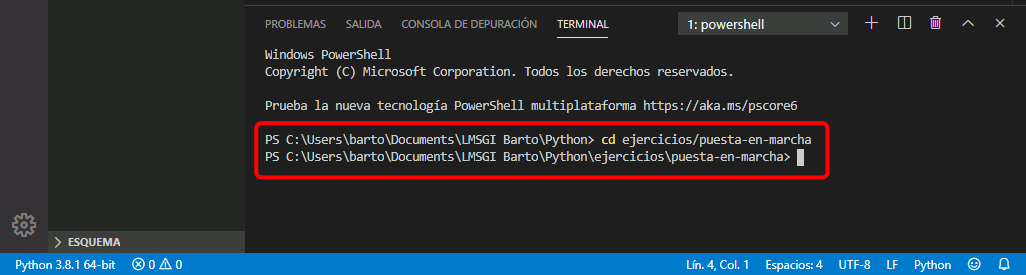 PROBLEMAS SALIDA CONSOLA DE DEPURACIÓN TERMINAL 1: powershell
Windows PowerShell
Copyright (C) Microsoft Corporation. Todos los derechos reservados.
Prueba la nueva tecnología PowerShell multiplataforma https://aka.ms/pscore6
PS C:\Users\barto\Documents\LMSGI Barto\Python> cd ejercicios/puesta-en-marcha
PS C:\Users\barto\Documents\LMSGI Barto\Python\ejercicios\puesta-en-marcha>
ESQUEMA
Python 3.8.1 64-bit 0 0 Lín. 4, Col. 1 Espacios: 4 UTF-8 LF Python